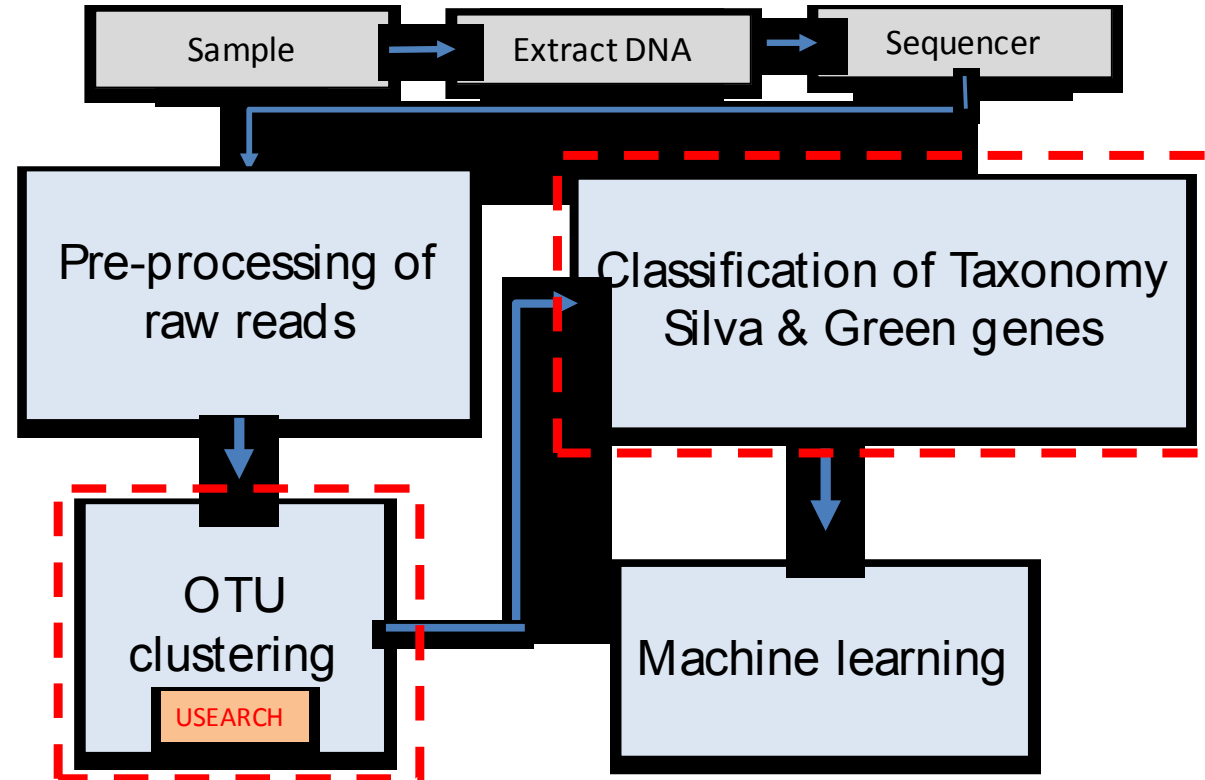 Sample
Extract DNA
Sequencer
Pre-processing of
raw reads
Classification of Taxonomy
Silva & Green genes
OTU
clustering
USEARCH
Machine learning